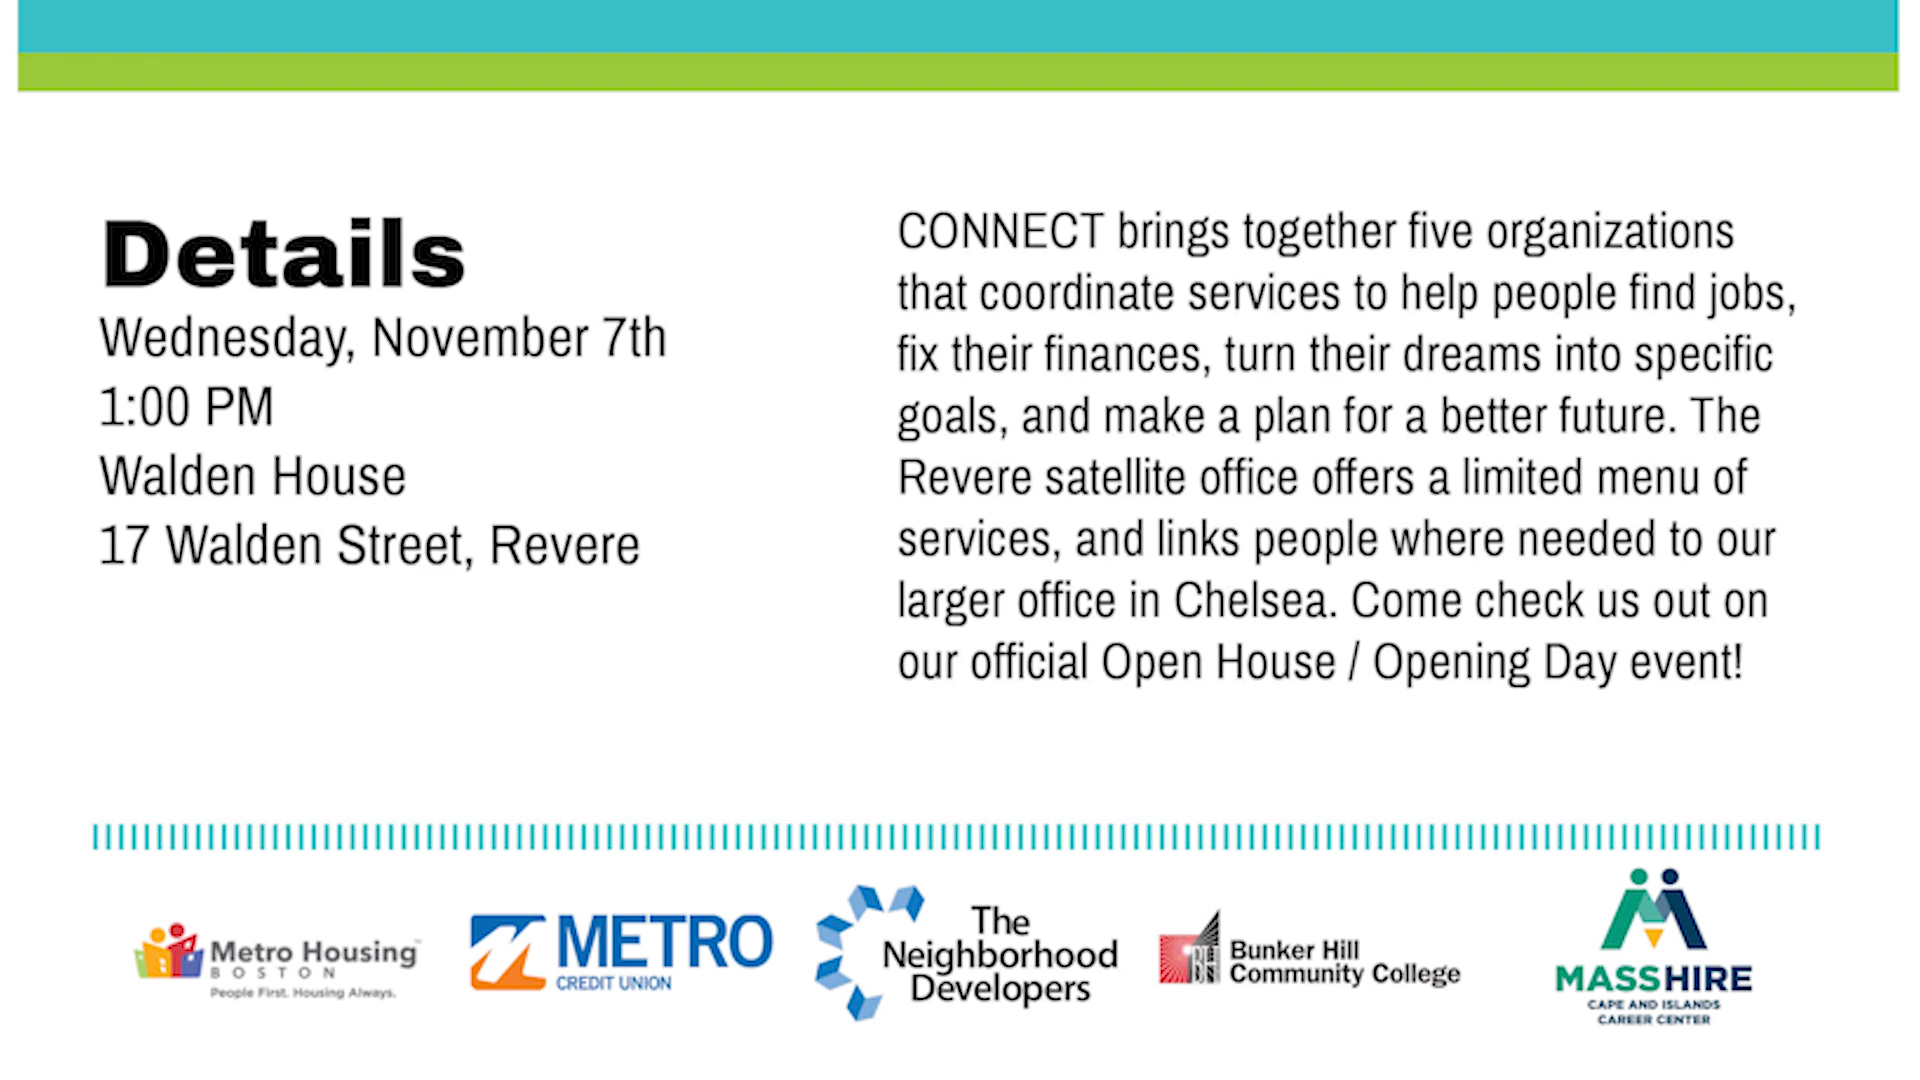 Details
Wednesday, November 7th
1:00 PM
Walden House
17 Walden Street, Revere
CONNECT brings together five organizations
that coordinate services to help people find jobs,
fix their finances, turn their dreams into specific
goals, and make a plan for a better future. The
Revere satellite office offers a limited menu of
services, and links people where needed to our
larger office in Chelsea. Come check us out on
our official Open House / Opening Day event!
Metro Housing
BOSTON
People First. Housing Always.
METRO
CREDIT UNION
The
Neighborhood
Developers
Bunker Hill
Community College
MASSHIRE
CAPE AND ISLANDS
CAREER CENTER